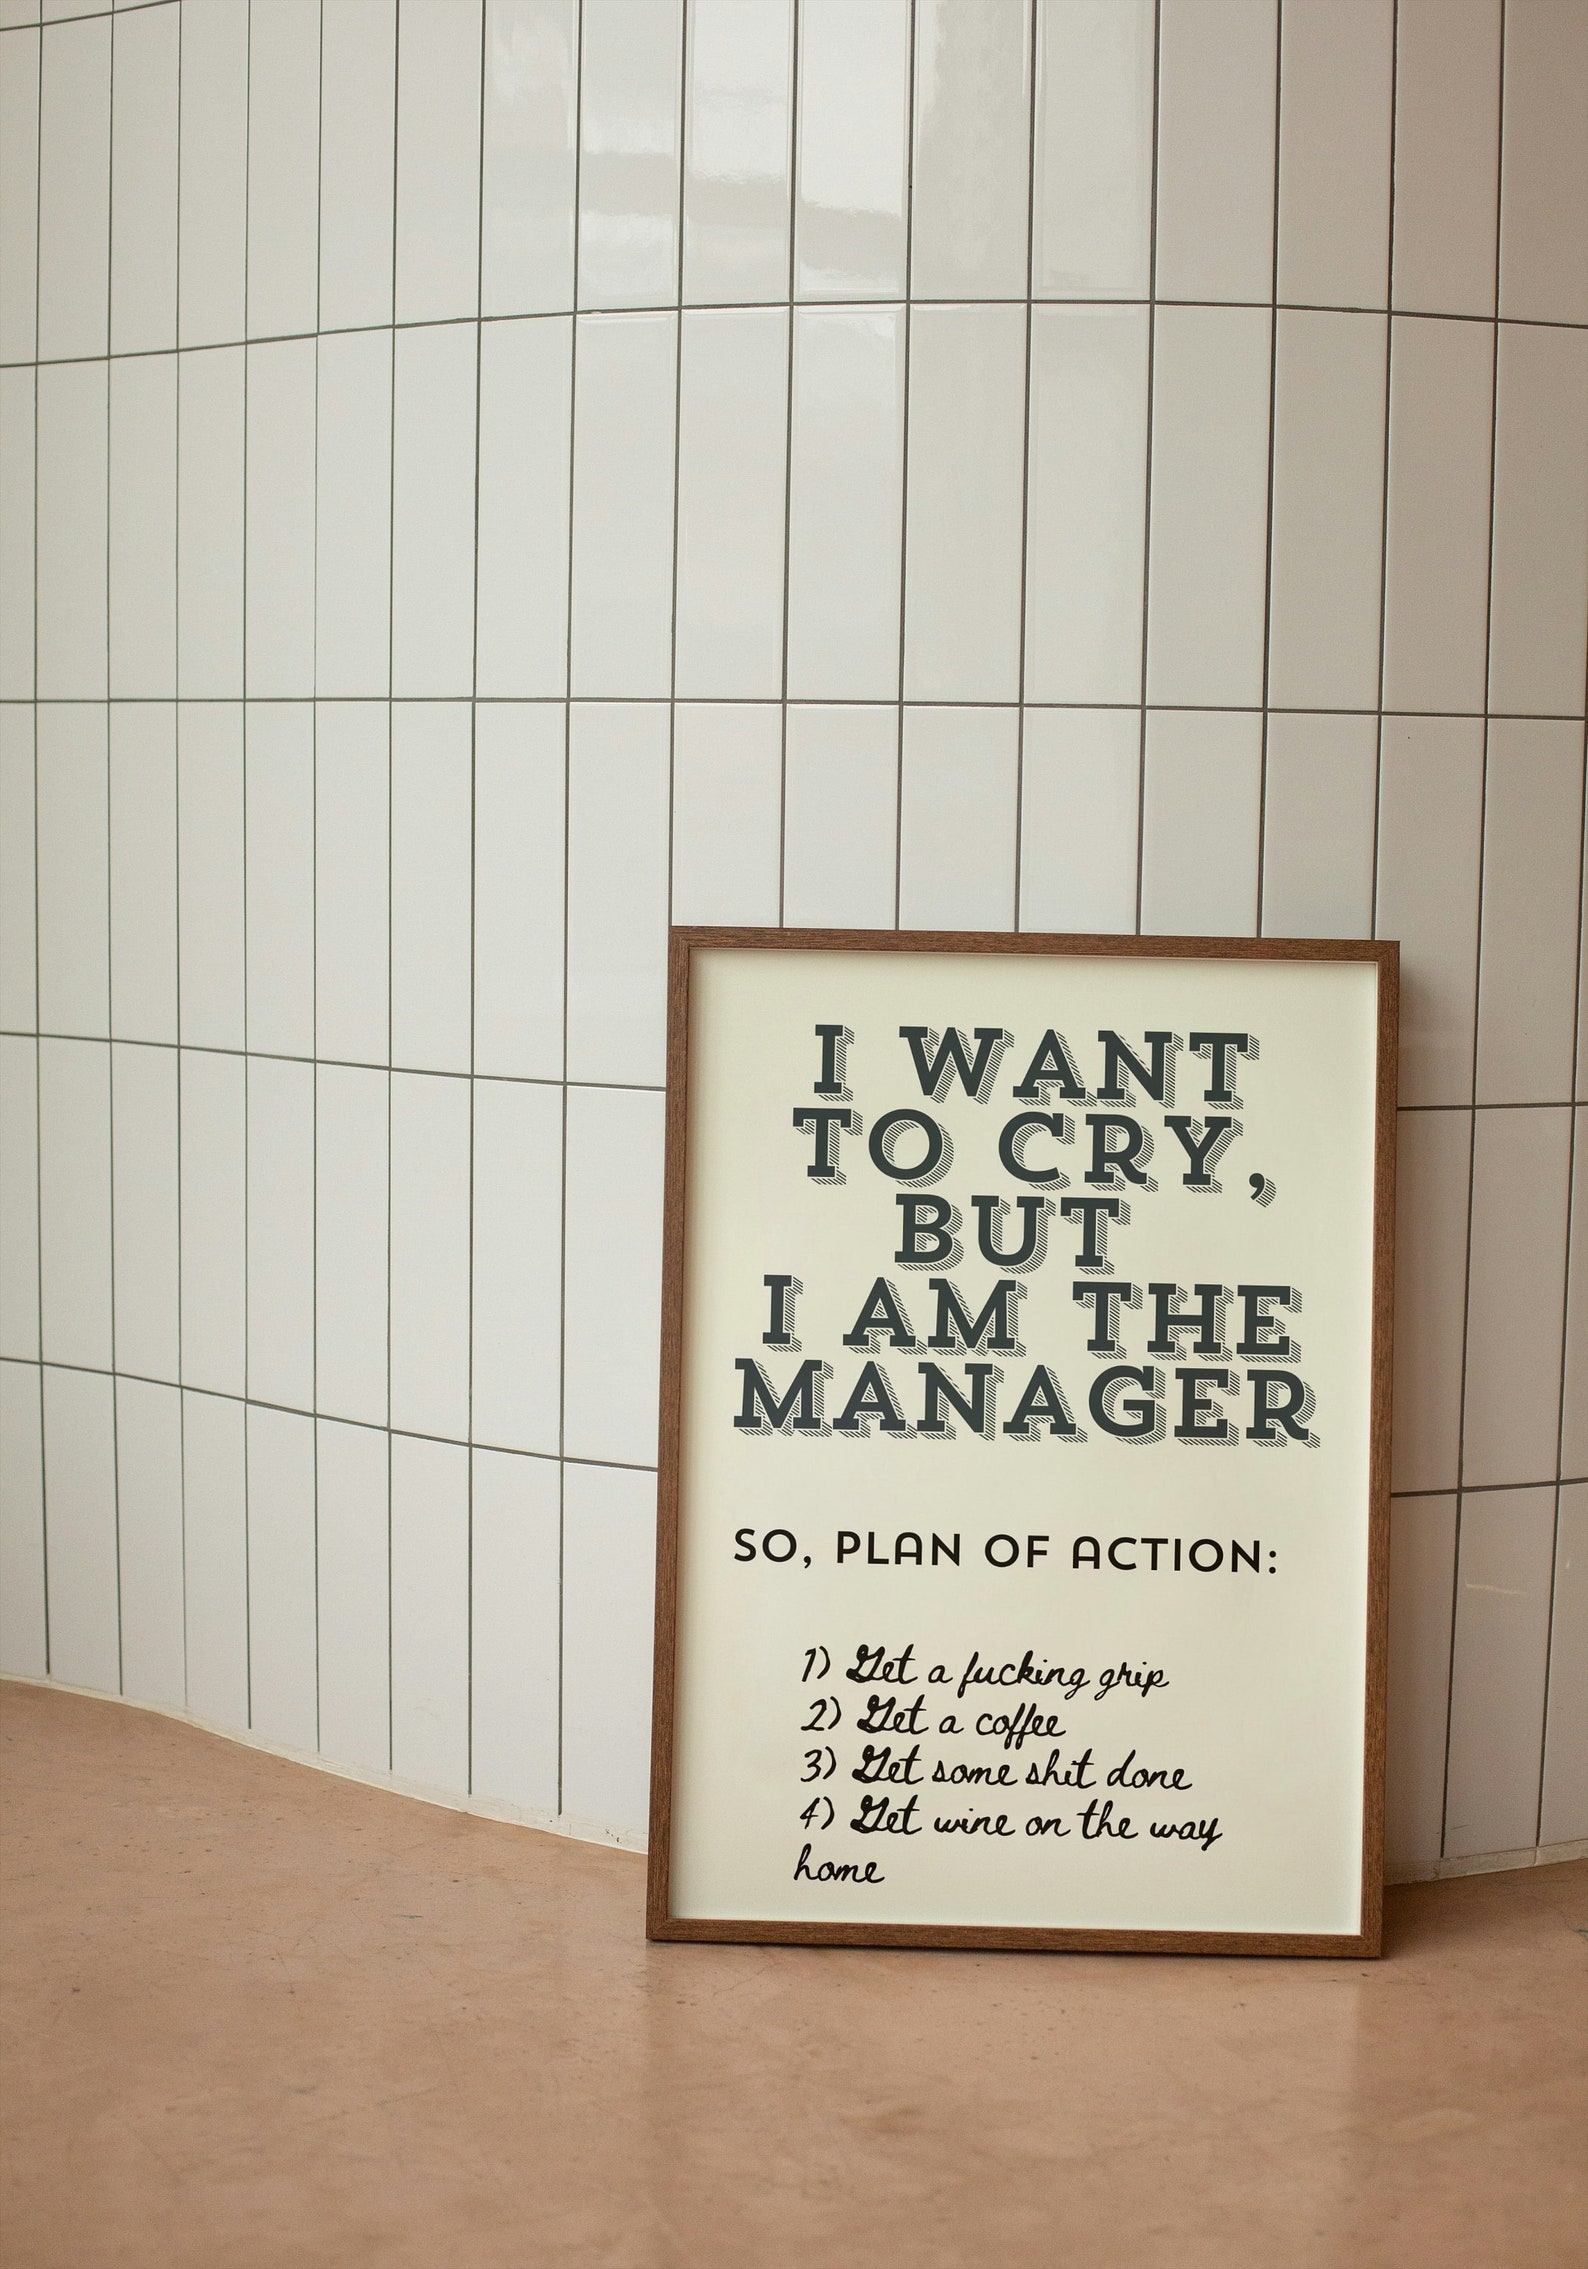 I WANT
TO CRY,
BUT
I AM THE
MANAGER
SO, PLAN OF ACTION:
1) Get a fucking grip
2) Get a coffee
3) Get some shit done
4) Get wine on the way
home